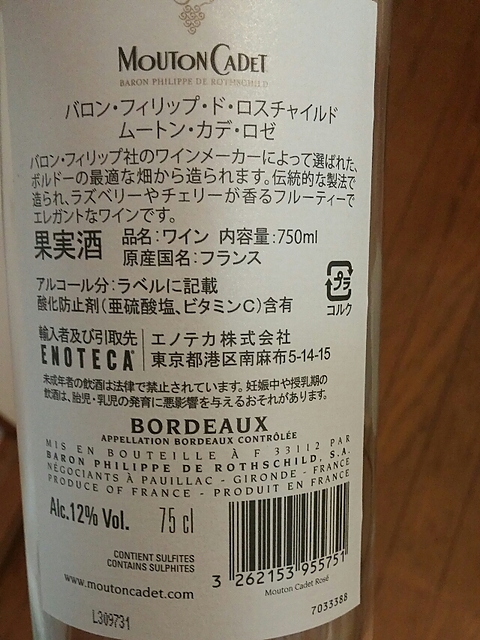 MOUTON CADET
BARON PHILIPPE DE ROTHSCHILD
バロン・フィリップ・ド・ロスチャイルド
ムートン・カデ・ロゼ
バロン・フィリップ社のワインメーカーによって選ばれた、
ボルドーの最適な畑から造られます。伝統的な製法で
造られ、ラズベリーやチェリーが香るフルーティーで
エレガントなワインです。
果実酒 品名:ワイン 内容量:750ml
原産国名:フランス
アルコール分:ラベルに記載
酸化防止剤(亜硫酸塩、ビタミンC)含有
プラ
コルク
輸入者及び引取先 エノテカ株式会社
ENOTECA 東京都港区南麻布5-14-15
未成年者の飲酒は法律で禁止されています。妊娠中や授乳期の
飲酒は、胎児・乳児の発育に悪影響を与えるおそれがあります。
BORDEAUX
APPELLATION BORDEAUX CONTRÔLÉE
MIS EN BOUTEILLE À F 33112 PAR
BARON PHILIPPE DE ROTHSCHILD, S.A.
NÉGOCIANTS À PAUILLAC - GIRONDE - FRANCE
PRODUCE OF FRANCE - PRODUIT EN FRANCE
Alc.12% Vol. 75 cl
CONTIENT SULFITES
CONTAINS SULPHITES
www.moutoncadet.com
3 262153 955751
Mouton Cadet Rosé
7033388
L309731